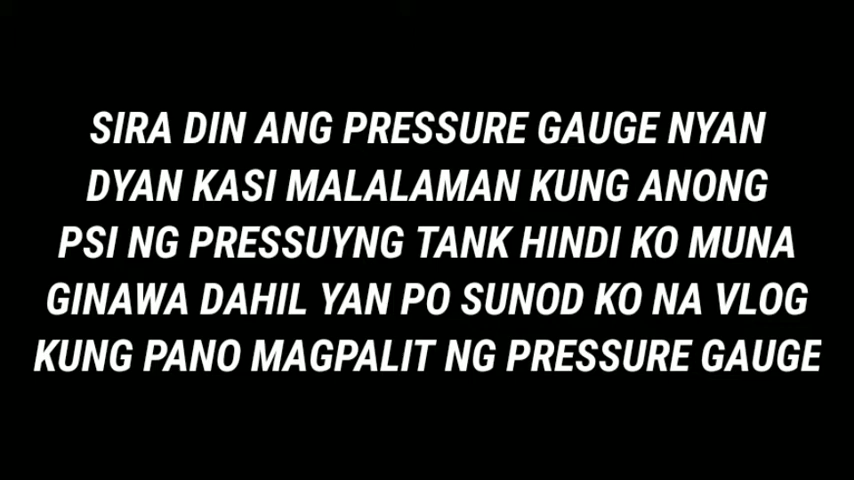 SIRA DIN ANG PRESSURE GAUGE NYAN
DYAN KASI MALALAMAN KUNG ANONG
PSI NG PRESSUYNG TANK HINDI KO MUNA
GINAWA DAHIL YAN PO SUNOD KO NA VLOG
KUNG PANO MAGPALIT NG PRESSURE GAUGE